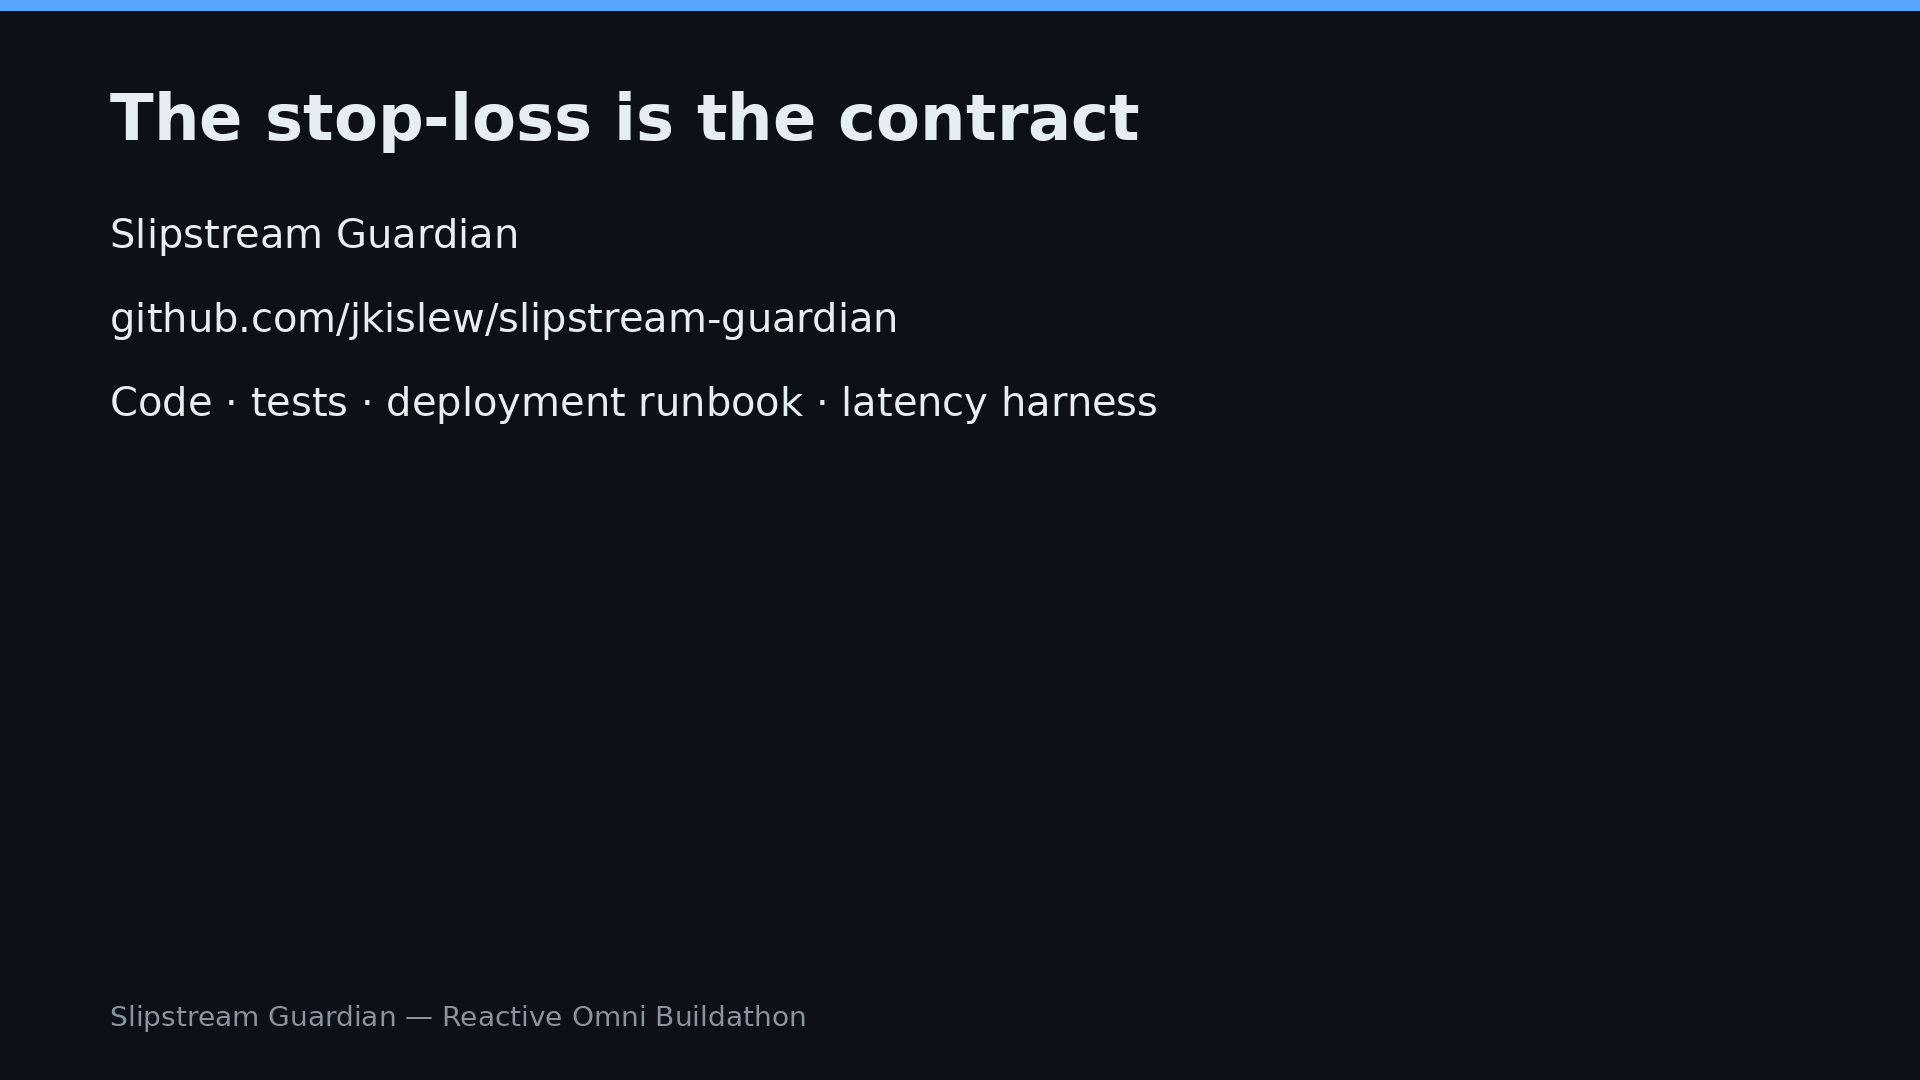 The stop-loss is the contract
Slipstream Guardian
github.com/jkislew/slipstream-guardian
Code · tests · deployment runbook · latency harness
Slipstream Guardian — Reactive Omni Buildathon